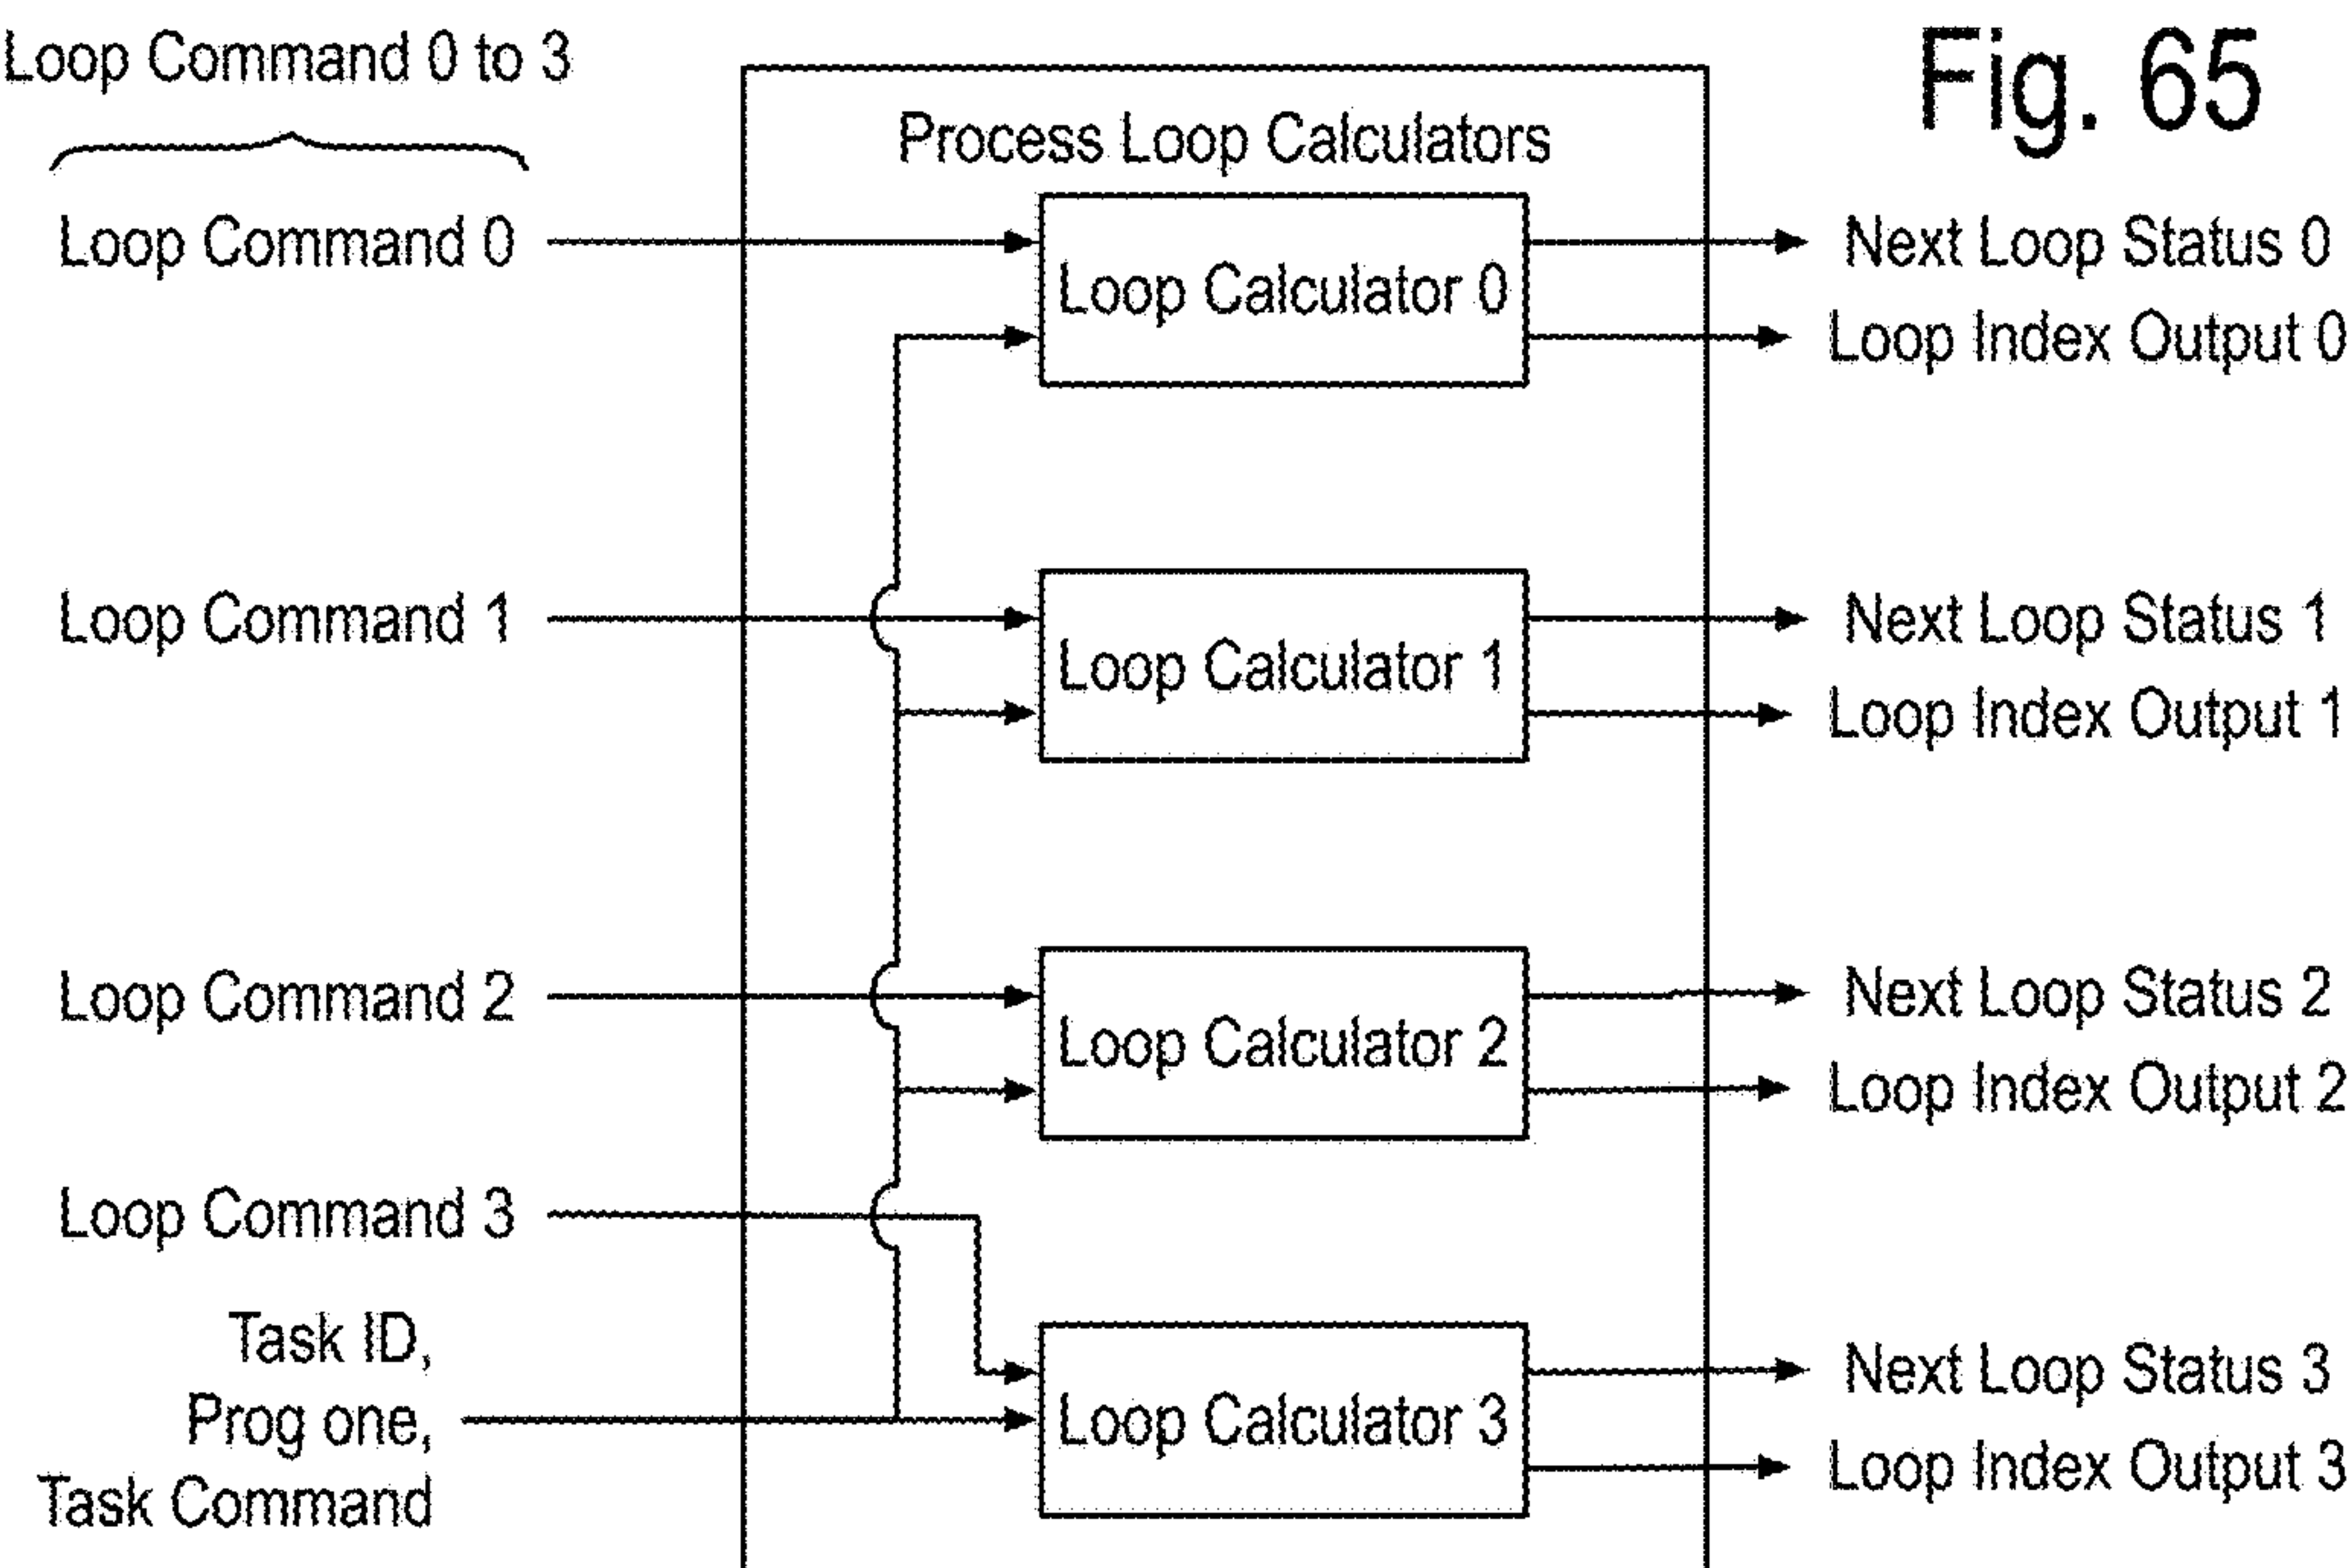 Loop Command 0 to 3
Fig. 65
Process Loop Calculators
Loop Command 0
Loop Calculator 0
Next Loop Status 0
Loop Index Output 0
Loop Command 1
Loop Calculator 1
Next Loop Status 1
Loop Index Output 1
Loop Command 2
Loop Calculator 2
Next Loop Status 2
Loop Index Output 2
Loop Command 3
Task ID,
Prog one,
Task Command
Loop Calculator 3
Next Loop Status 3
Loop Index Output 3